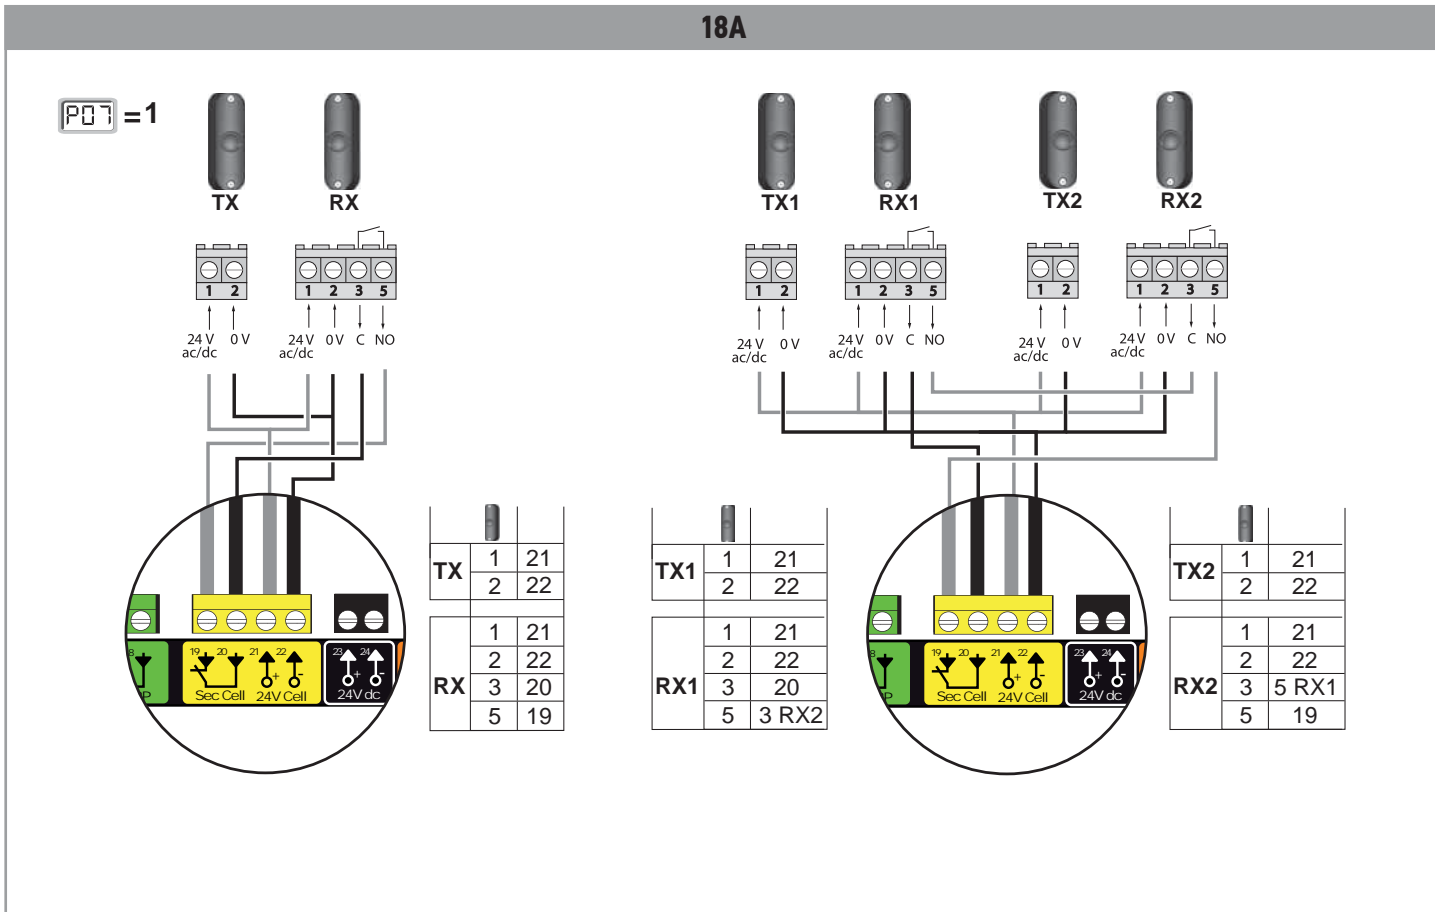 18A
P07 =1
TX RX
TX1 RX1 TX2 RX2
1 2 1 2 3 5
1 2 1 2 3 5 1 2 1 2 3 5
24 V ac/dc 0 V 24 V ac/dc 0 V C NO
24 V ac/dc 0 V 24 V ac/dc 0 V C NO 24 V ac/dc 0 V 24 V ac/dc 0 V C NO
8 19 20 21 22 23 24
+ - + -
P Sec Cell 24V Cell 24V dc
TX 1 21
2 22
RX 1 21
2 22
3 20
5 19
TX1 1 21
2 22
RX1 1 21
2 22
3 20
5 3 RX2
8 19 20 21 22 23 24
+ - + -
P Sec Cell 24V Cell 24V dc
TX2 1 21
2 22
RX2 1 21
2 22
3 5 RX1
5 19